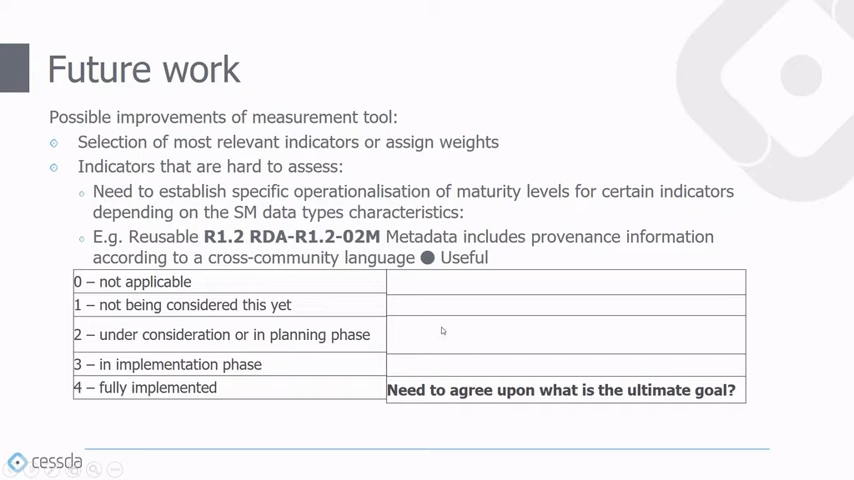 Future work
Possible improvements of measurement tool:
Selection of most relevant indicators or assign weights
Indicators that are hard to assess:
Need to establish specific operationalisation of maturity levels for certain indicators
depending on the SM data types characteristics:
E.g. Reusable R1.2 RDA-R1.2-02M Metadata includes provenance information
according to a cross-community language ● Useful
0 – not applicable
1 – not being considered this yet
2 – under consideration or in planning phase
3 – in implementation phase
4 – fully implemented
Need to agree upon what is the ultimate goal?
cessda